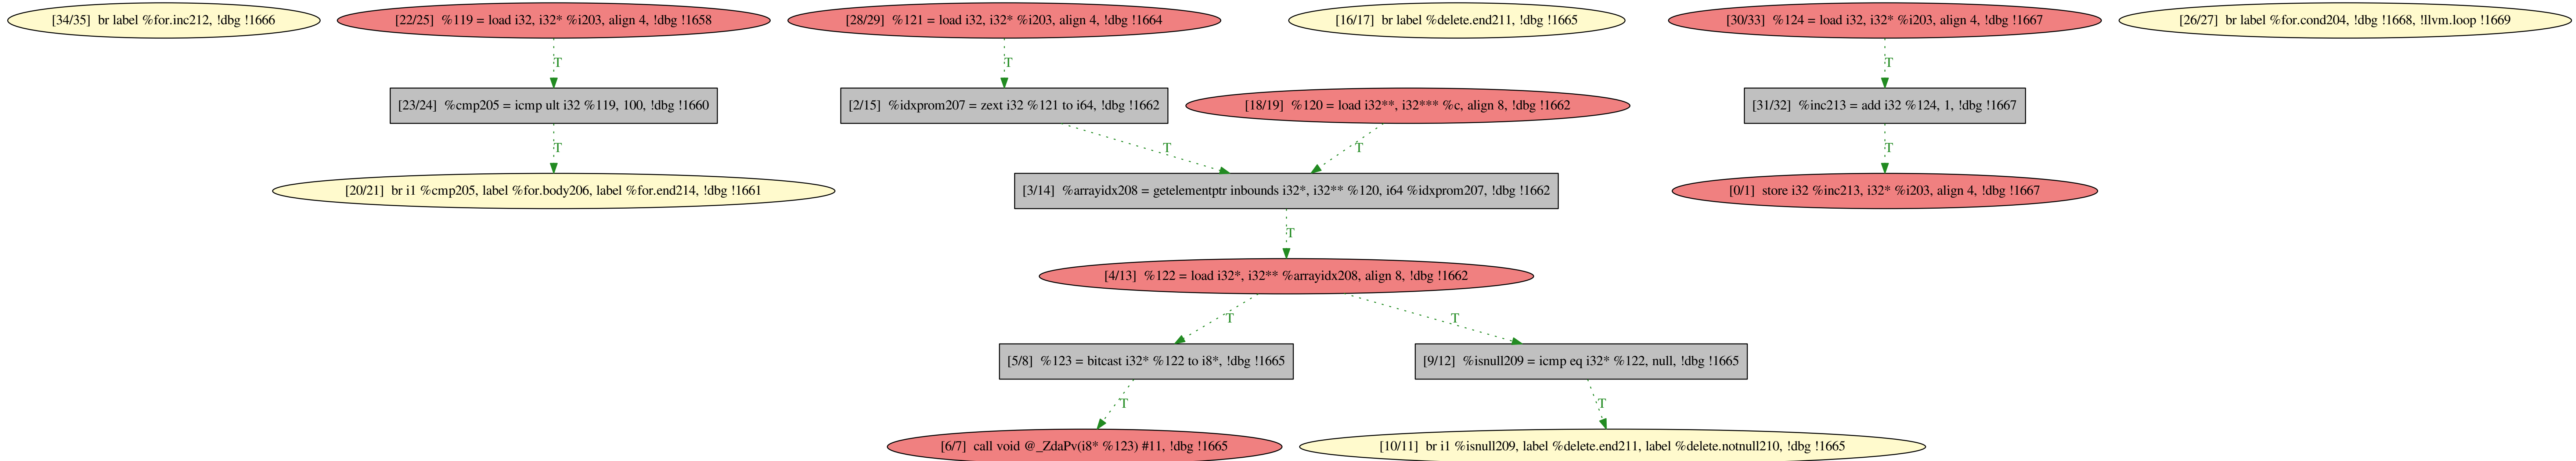 [34/35] br label %for.inc212, !dbg !1666
[22/25] %119 = load i32, i32* %i203, align 4, !dbg !1658
[28/29] %121 = load i32, i32* %i203, align 4, !dbg !1664
[16/17] br label %delete.end211, !dbg !1665
[30/33] %124 = load i32, i32* %i203, align 4, !dbg !1667
[26/27] br label %for.cond204, !dbg !1668, !llvm.loop !1669
T
T
T
[23/24] %cmp205 = icmp ult i32 %119, 100, !dbg !1660
[2/15] %idxprom207 = zext i32 %121 to i64, !dbg !1662
[18/19] %120 = load i32**, i32*** %c, align 8, !dbg !1662
[31/32] %inc213 = add i32 %124, 1, !dbg !1667
T
T
T
T
[20/21] br i1 %cmp205, label %for.body206, label %for.end214, !dbg !1661
[3/14] %arrayidx208 = getelementptr inbounds i32*, i32** %120, i64 %idxprom207, !dbg !1662
[0/1] store i32 %inc213, i32* %i203, align 4, !dbg !1667
T
[4/13] %122 = load i32*, i32** %arrayidx208, align 8, !dbg !1662
T
T
[5/8] %123 = bitcast i32* %122 to i8*, !dbg !1665
[9/12] %isnull209 = icmp eq i32* %122, null, !dbg !1665
T
T
[6/7] call void @_ZdaPv(i8* %123) #11, !dbg !1665
[10/11] br i1 %isnull209, label %delete.end211, label %delete.notnull210, !dbg !1665